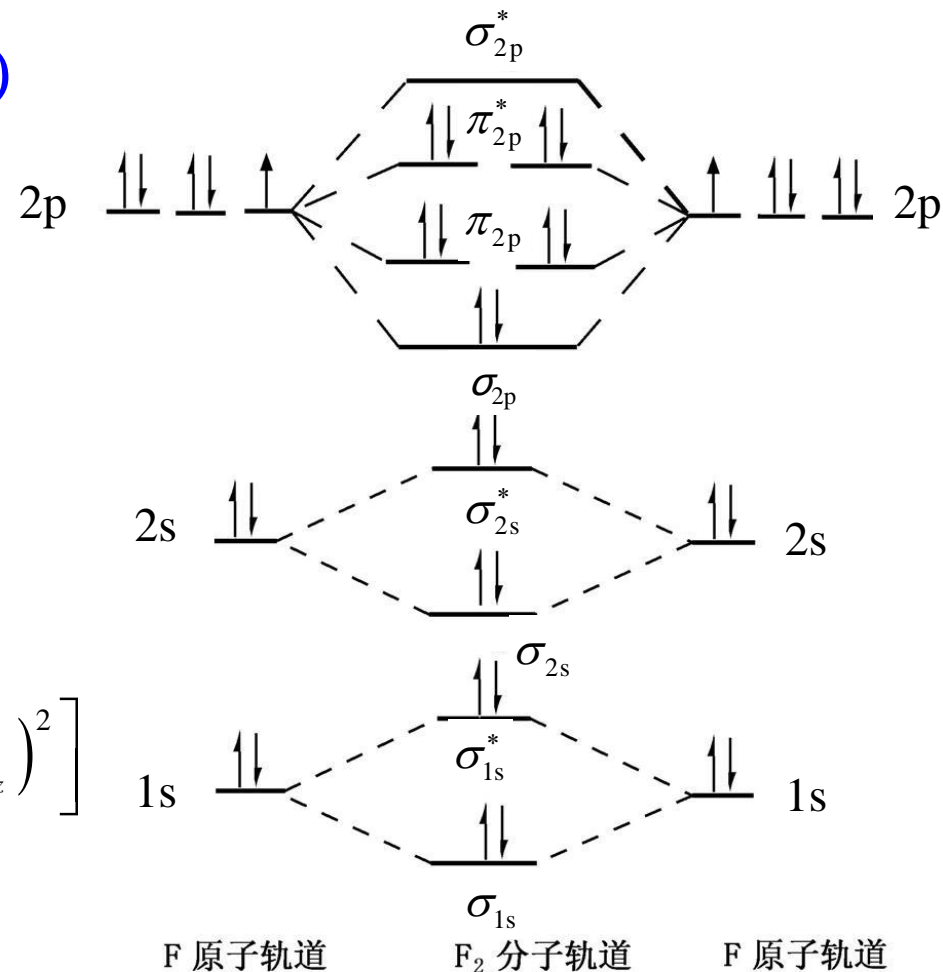 )
σ*2p
π*2p
2p 2p
π2p
σ2p
2s σ*2s 2s
σ2s
z)²]
1s σ*1s 1s
σ1s
F 原子轨道 F₂ 分子轨道 F 原子轨道